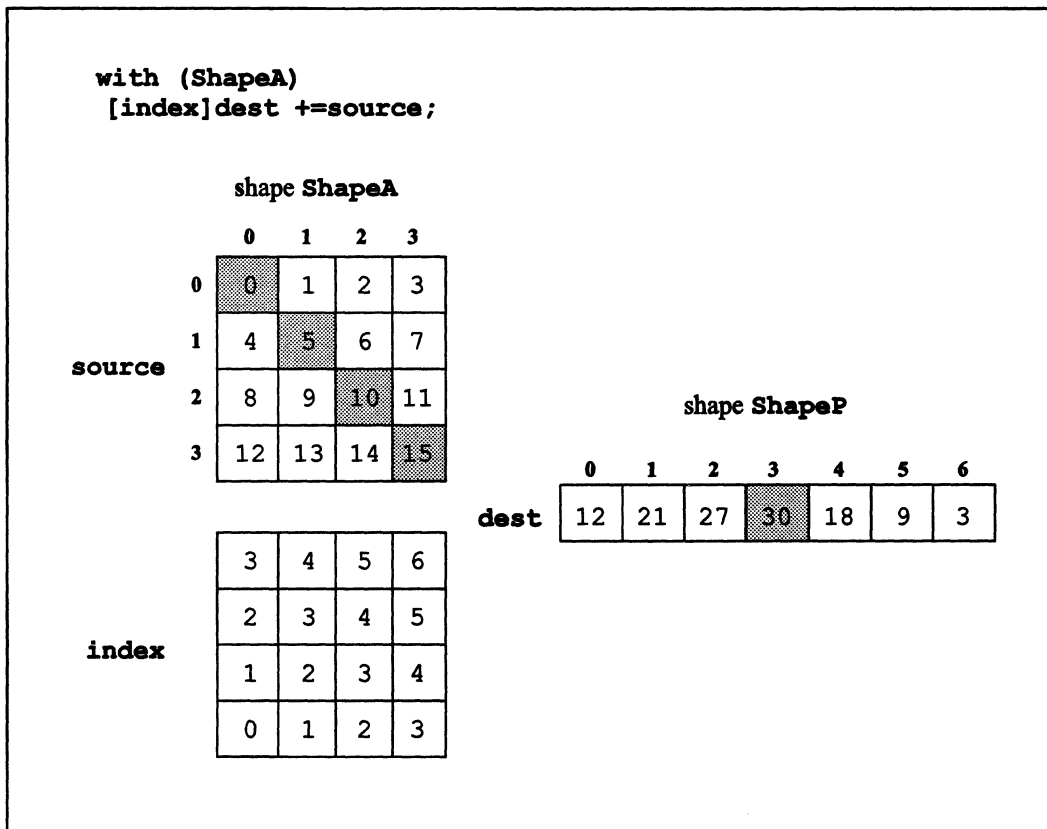 with (ShapeA)
[index]dest +=source;
shape ShapeA
0 1 2 3
0 0 1 2 3
1 4 5 6 7
source
2 8 9 10 11
3 12 13 14 15
shape ShapeP
0 1 2 3 4 5 6
dest 12 21 27 30 18 9 3
3 4 5 6
2 3 4 5
index
1 2 3 4
0 1 2 3